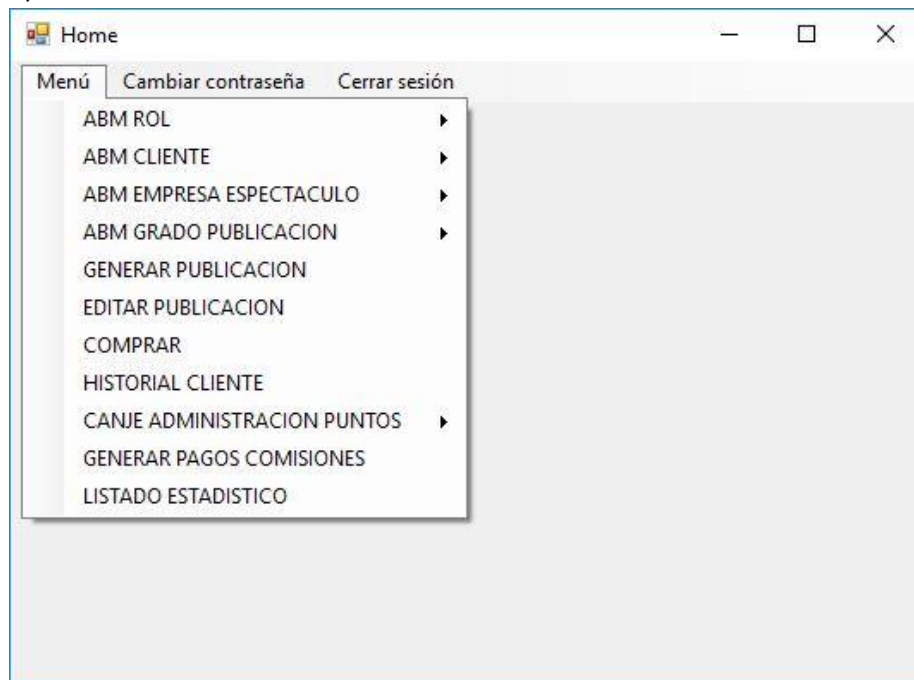 Home
Menú Cambiar contraseña Cerrar sesión
ABM ROL
ABM CLIENTE
ABM EMPRESA ESPECTACULO
ABM GRADO PUBLICACION
GENERAR PUBLICACION
EDITAR PUBLICACION
COMPRAR
HISTORIAL CLIENTE
CANJE ADMINISTRACION PUNTOS
GENERAR PAGOS COMISIONES
LISTADO ESTADISTICO